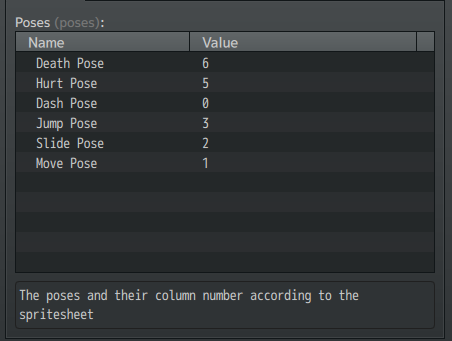 Poses (poses):
Name Value
Death Pose 6
Hurt Pose 5
Dash Pose 0
Jump Pose 3
Slide Pose 2
Move Pose 1
The poses and their column number according to the
spritesheet